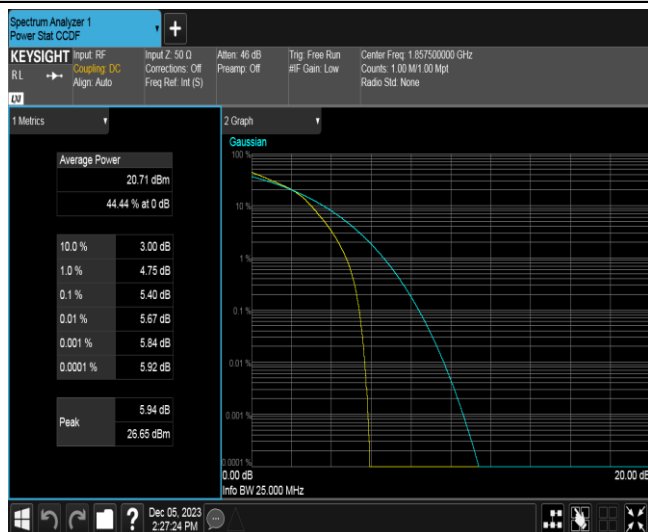 Spectrum Analyzer 1
Power Stat CCDF
+
KEYSIGHT
RL
LXI
Input: RF
Coupling: DC
Align: Auto
Input Z: 50 Ω
Corrections: Off
Freq Ref: Int (S)
Atten: 46 dB
Preamp: Off
Trig: Free Run
#IF Gain: Low
Center Freq: 1.857500000 GHz
Counts: 1.00 M/1.00 Mpt
Radio Std: None
1 Metrics
Average Power
20.71 dBm
44.44 % at 0 dB
10.0 % 3.00 dB
1.0 % 4.75 dB
0.1 % 5.40 dB
0.01 % 5.67 dB
0.001 % 5.84 dB
0.0001 % 5.92 dB
Peak
5.94 dB
26.65 dBm
2 Graph
Gaussian
100 %
10 %
1 %
0.1 %
0.01 %
0.001 %
0.0001 %
0.00 dB
20.00 dB
Info BW 25.000 MHz
?
Dec 05, 2023
2:27:24 PM